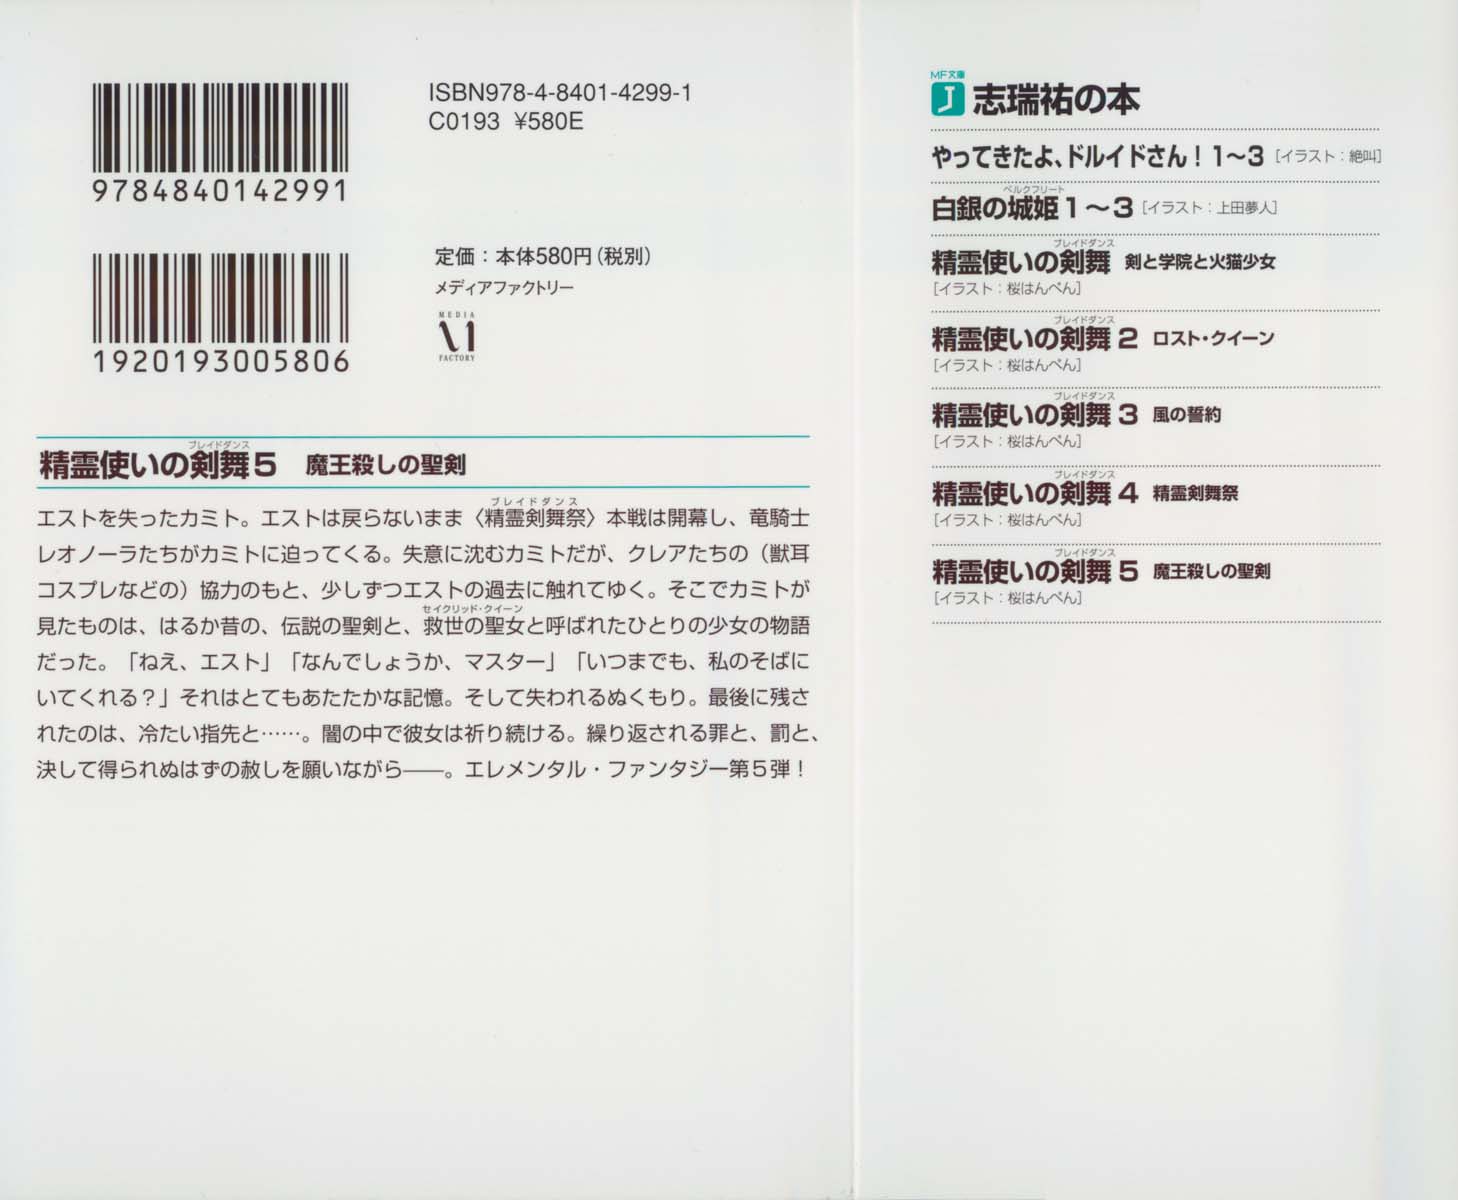 ISBN978-4-8401-4299-1
C0193 ¥580E
9784840142991
1920193005806
定価：本体580円（税別）
メディアファクトリー
MEDIA
FACTORY
ブレイドダンス
精霊使いの剣舞5 魔王殺しの聖剣
ブレイドダンス
エストを失ったカミト。エストは戻らないまま〈精霊剣舞祭〉本戦は開幕し、竜騎士
レオノーラたちがカミトに迫ってくる。失意に沈むカミトだが、クレアたちの（獣耳
コスプレなどの）協力のもと、少しずつエストの過去に触れてゆく。そこでカミトが
セイクリッド・クイーン
見たものは、はるか昔の、伝説の聖剣と、救世の聖女と呼ばれたひとりの少女の物語
だった。「ねえ、エスト」「なんでしょうか、マスター」「いつまでも、私のそばに
いてくれる？」それはとてもあたたかな記憶。そして失われるぬくもり。最後に残さ
れたのは、冷たい指先と……。闇の中で彼女は祈り続ける。繰り返される罪と、罰と、
決して得られぬはずの赦しを願いながら――。エレメンタル・ファンタジー第5弾！
MF文庫
J 志瑞祐の本
やってきたよ、ドルイドさん！1〜3 [イラスト：絶叫]
ベルクフリート
白銀の城姫1〜3 [イラスト：上田夢人]
ブレイドダンス
精霊使いの剣舞 剣と学院と火猫少女
[イラスト：桜はんぺん]
ブレイドダンス
精霊使いの剣舞2 ロスト・クイーン
[イラスト：桜はんぺん]
ブレイドダンス
精霊使いの剣舞3 風の誓約
[イラスト：桜はんぺん]
ブレイドダンス
精霊使いの剣舞4 精霊剣舞祭
[イラスト：桜はんぺん]
ブレイドダンス
精霊使いの剣舞5 魔王殺しの聖剣
[イラスト：桜はんぺん]